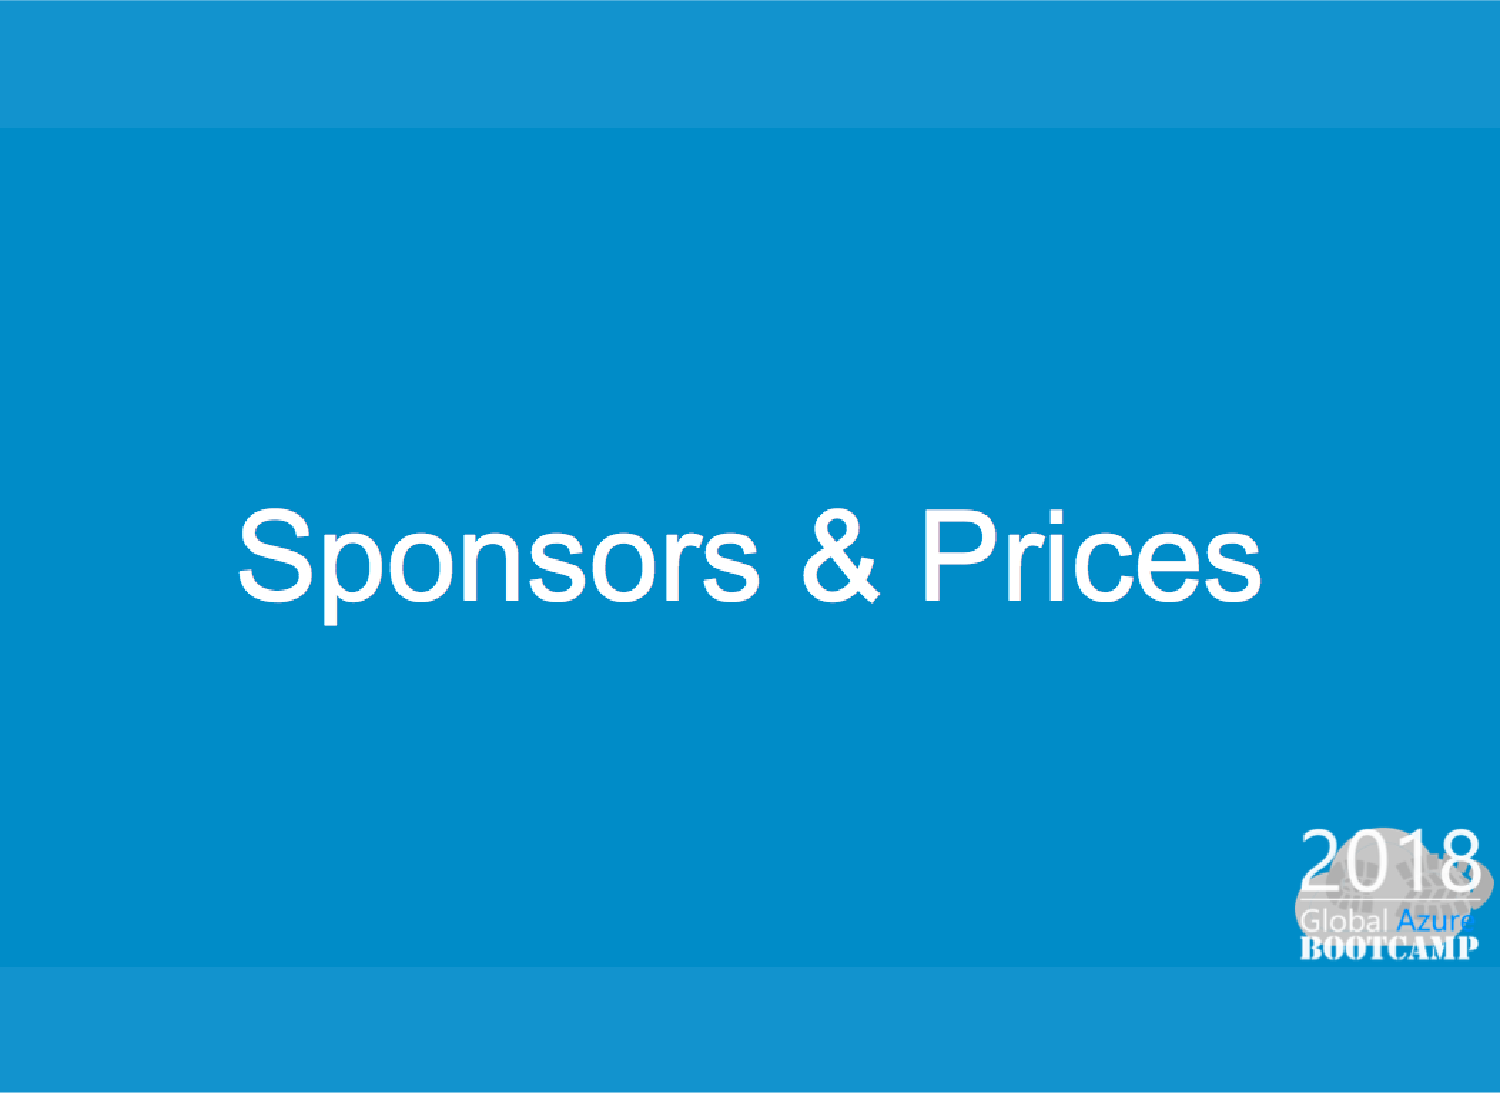 Sponsors & Prices
2018
Global Azure
BOOTCAMP